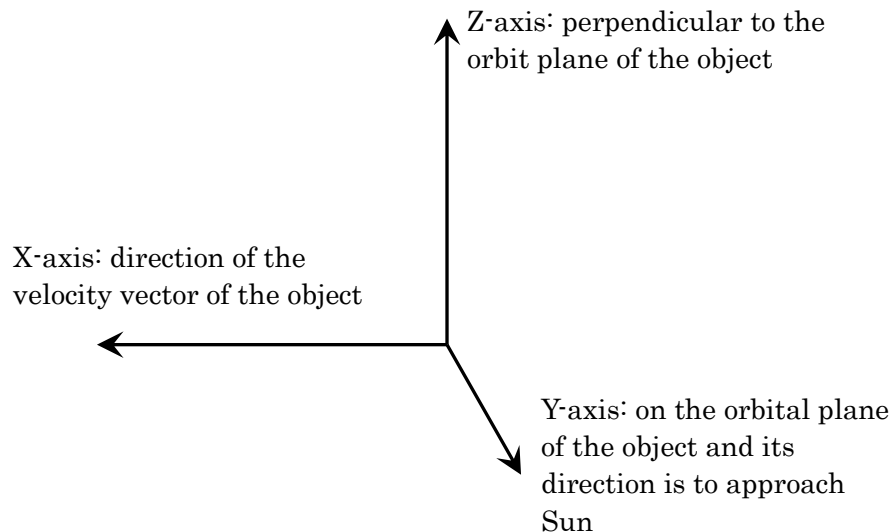 Z-axis: perpendicular to the
orbit plane of the object
X-axis: direction of the
velocity vector of the object
Y-axis: on the orbital plane
of the object and its
direction is to approach
Sun